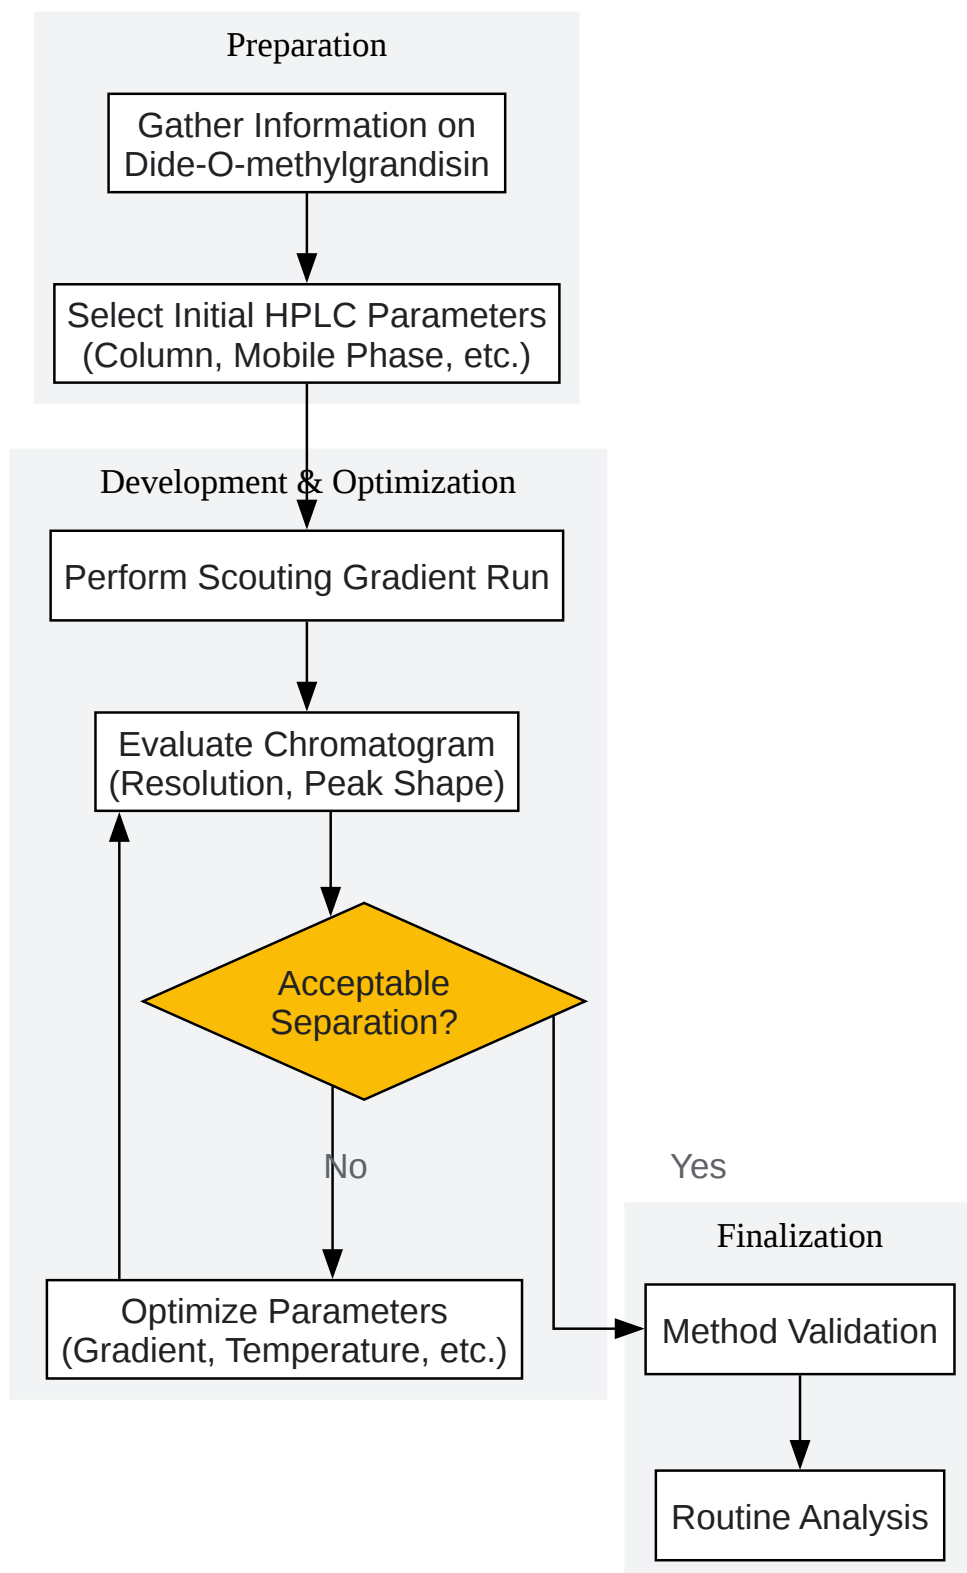 Preparation
Gather Information on
Dide-O-methylgrandisin
Select Initial HPLC Parameters
(Column, Mobile Phase, etc.)
Development & Optimization
Perform Scouting Gradient Run
Evaluate Chromatogram
(Resolution, Peak Shape)
Acceptable
Separation?
No
Yes
Optimize Parameters
(Gradient, Temperature, etc.)
Finalization
Method Validation
Routine Analysis